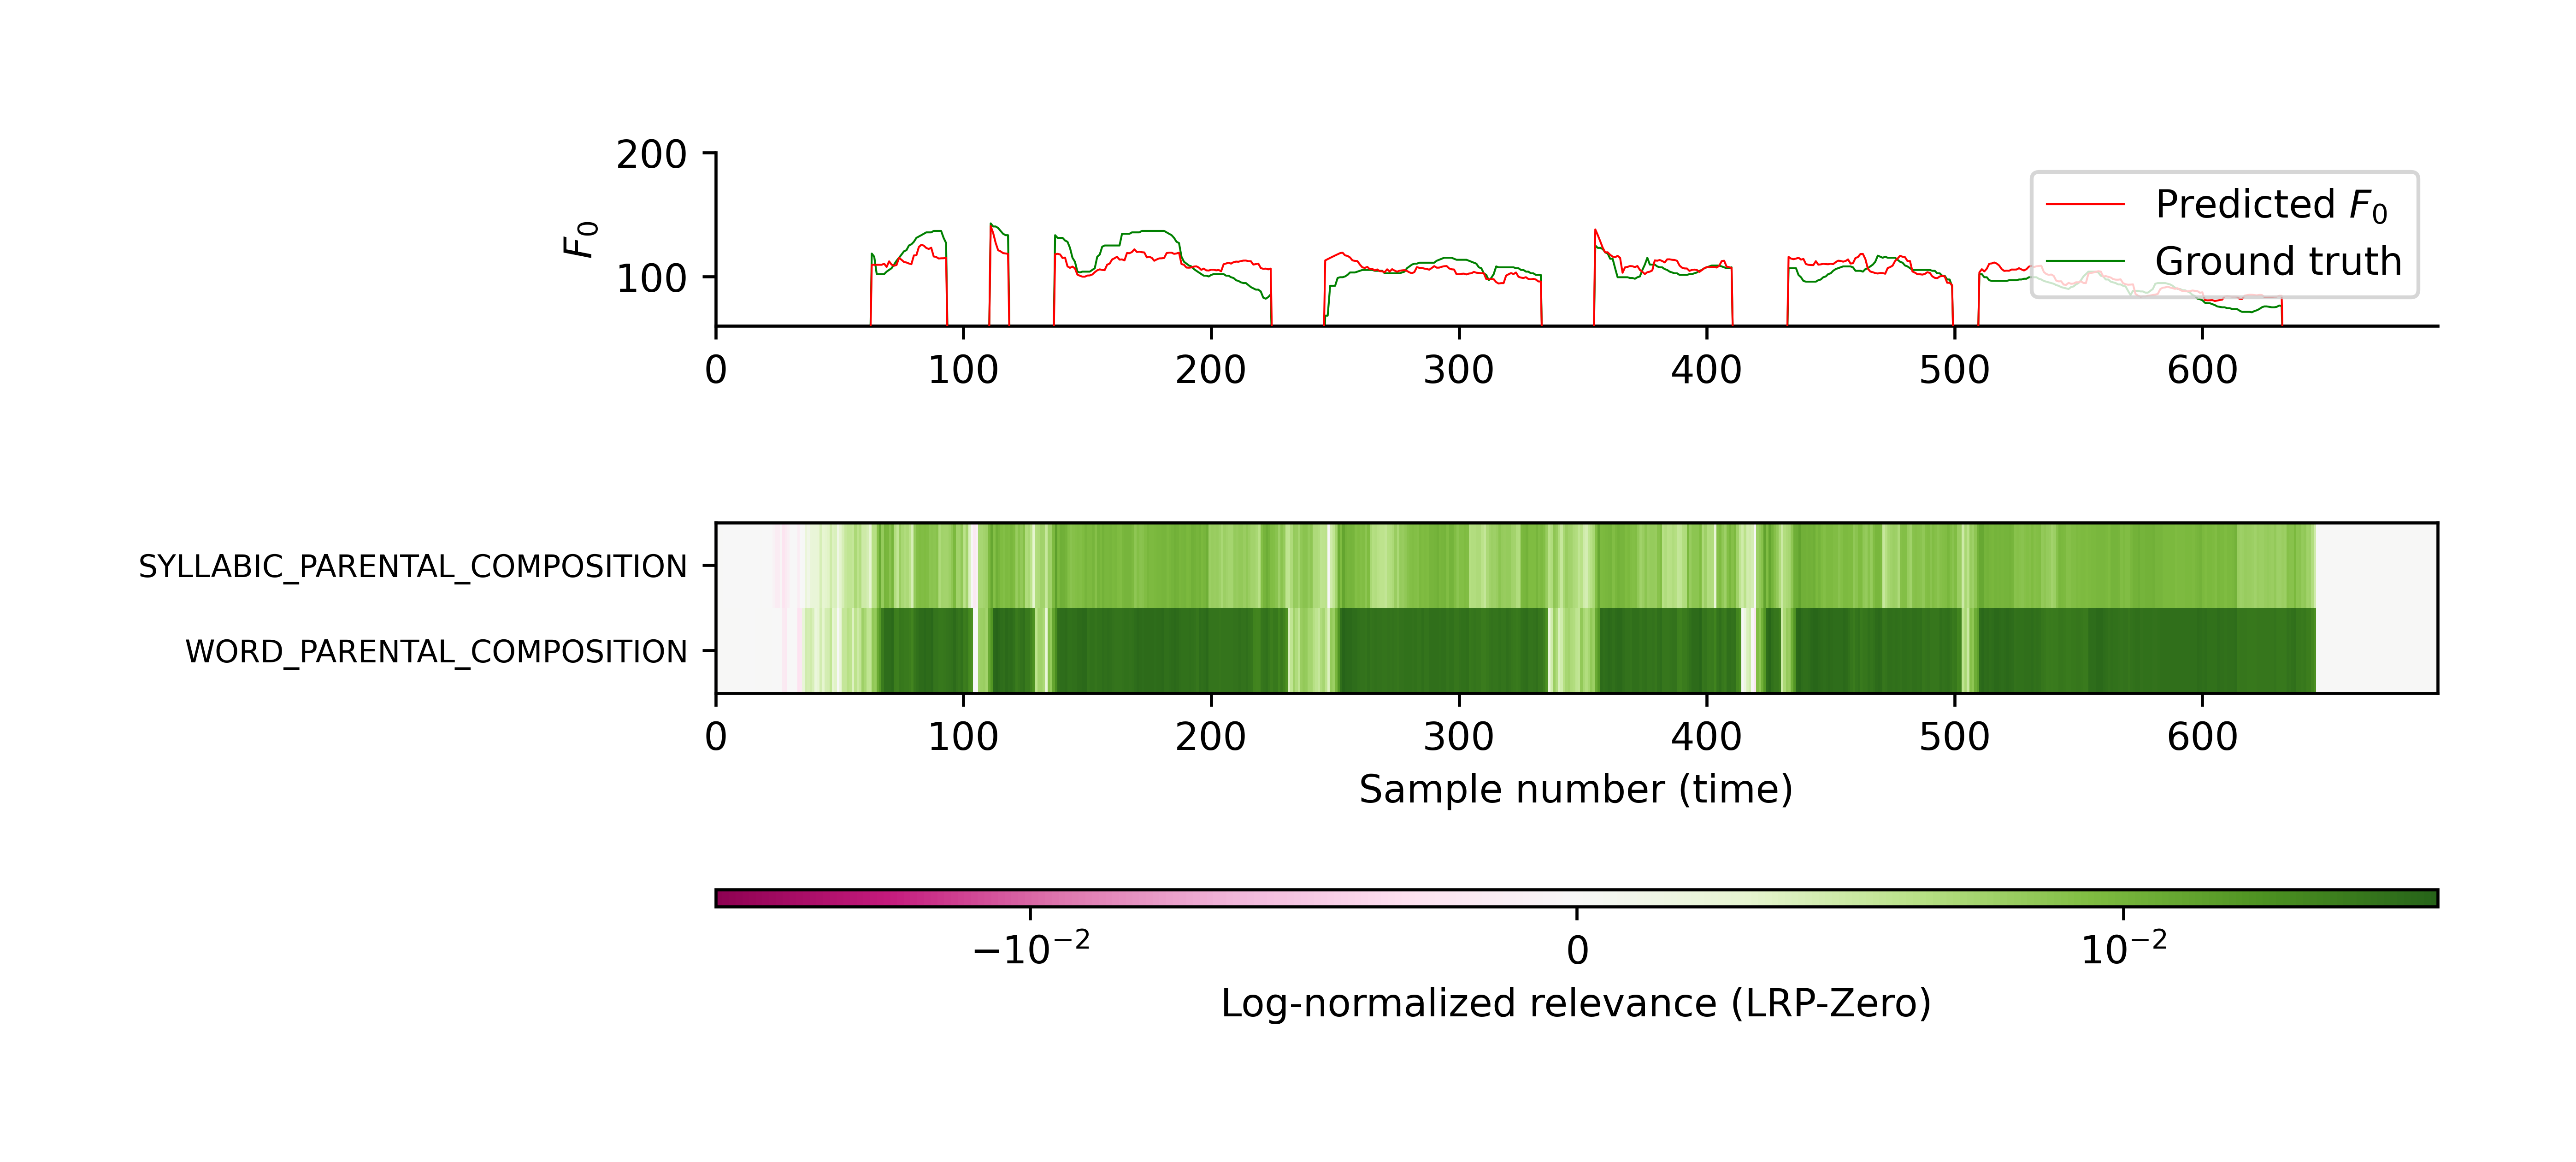 200
100
F₀
Predicted F₀
Ground truth
0 100 200 300 400 500 600
SYLLABIC_PARENTAL_COMPOSITION
WORD_PARENTAL_COMPOSITION
0 100 200 300 400 500 600
Sample number (time)
−10⁻² 0 10⁻²
Log-normalized relevance (LRP-Zero)